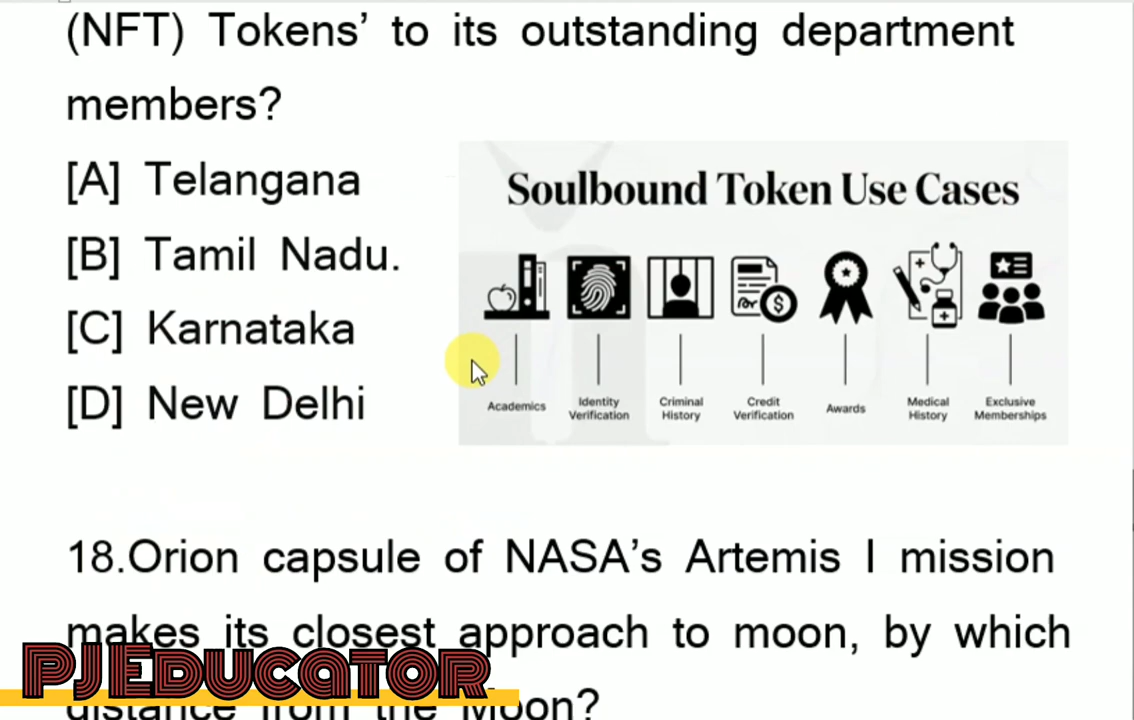 (NFT) Tokens’ to its outstanding department
members?
[A] Telangana
[B] Tamil Nadu.
[C] Karnataka
[D] New Delhi
Soulbound Token Use Cases
Academics
Identity Verification
Criminal History
Credit Verification
Awards
Medical History
Exclusive Memberships
18.Orion capsule of NASA’s Artemis I mission
makes its closest approach to moon, by which
distance from the Moon?
PJEDUCATOR